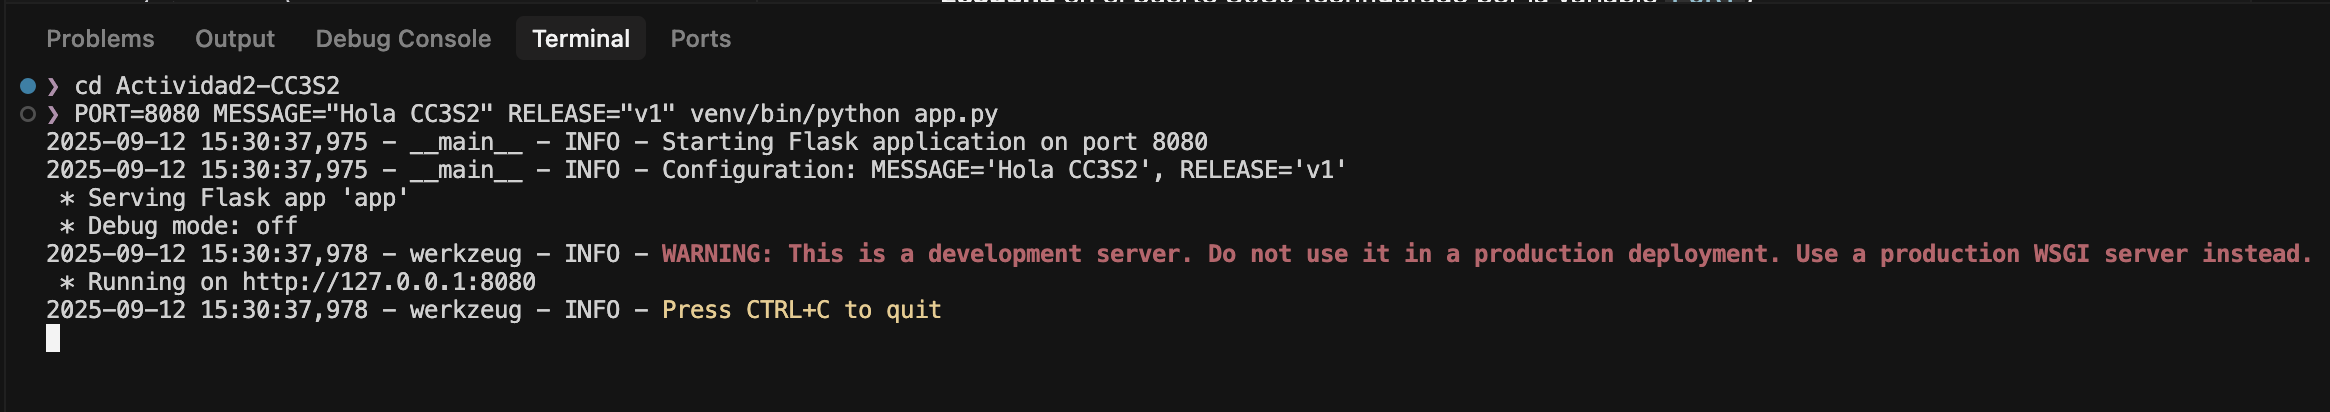 Problems Output Debug Console Terminal Ports
❯ cd Actividad2-CC3S2
❯ PORT=8080 MESSAGE="Hola CC3S2" RELEASE="v1" venv/bin/python app.py
2025-09-12 15:30:37,975 - __main__ - INFO - Starting Flask application on port 8080
2025-09-12 15:30:37,975 - __main__ - INFO - Configuration: MESSAGE='Hola CC3S2', RELEASE='v1'
 * Serving Flask app 'app'
 * Debug mode: off
2025-09-12 15:30:37,978 - werkzeug - INFO - WARNING: This is a development server. Do not use it in a production deployment. Use a production WSGI server instead.
 * Running on http://127.0.0.1:8080
2025-09-12 15:30:37,978 - werkzeug - INFO - Press CTRL+C to quit